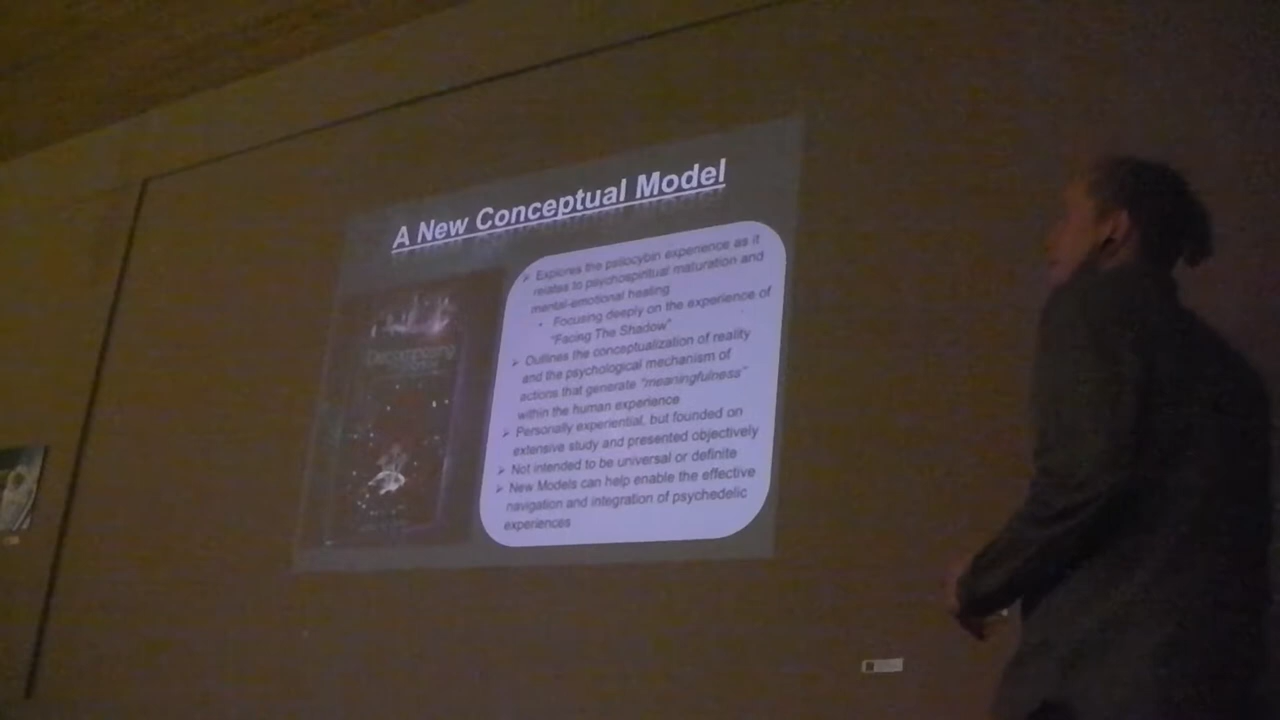 A New Conceptual Model
➢ Explores the psilocybin experience as it
relates to psychospiritual maturation and
mental-emotional healing
• Focusing deeply on the experience of
"Facing The Shadow"
➢ Outlines the conceptualization of reality
and the psychological mechanism of
actions that generate "meaningfulness"
within the human experience
➢ Personally experiential, but founded on
extensive study and presented objectively
➢ Not intended to be universal or definite
➢ New Models can help enable the effective
navigation and integration of psychedelic
experiences
Decomposing